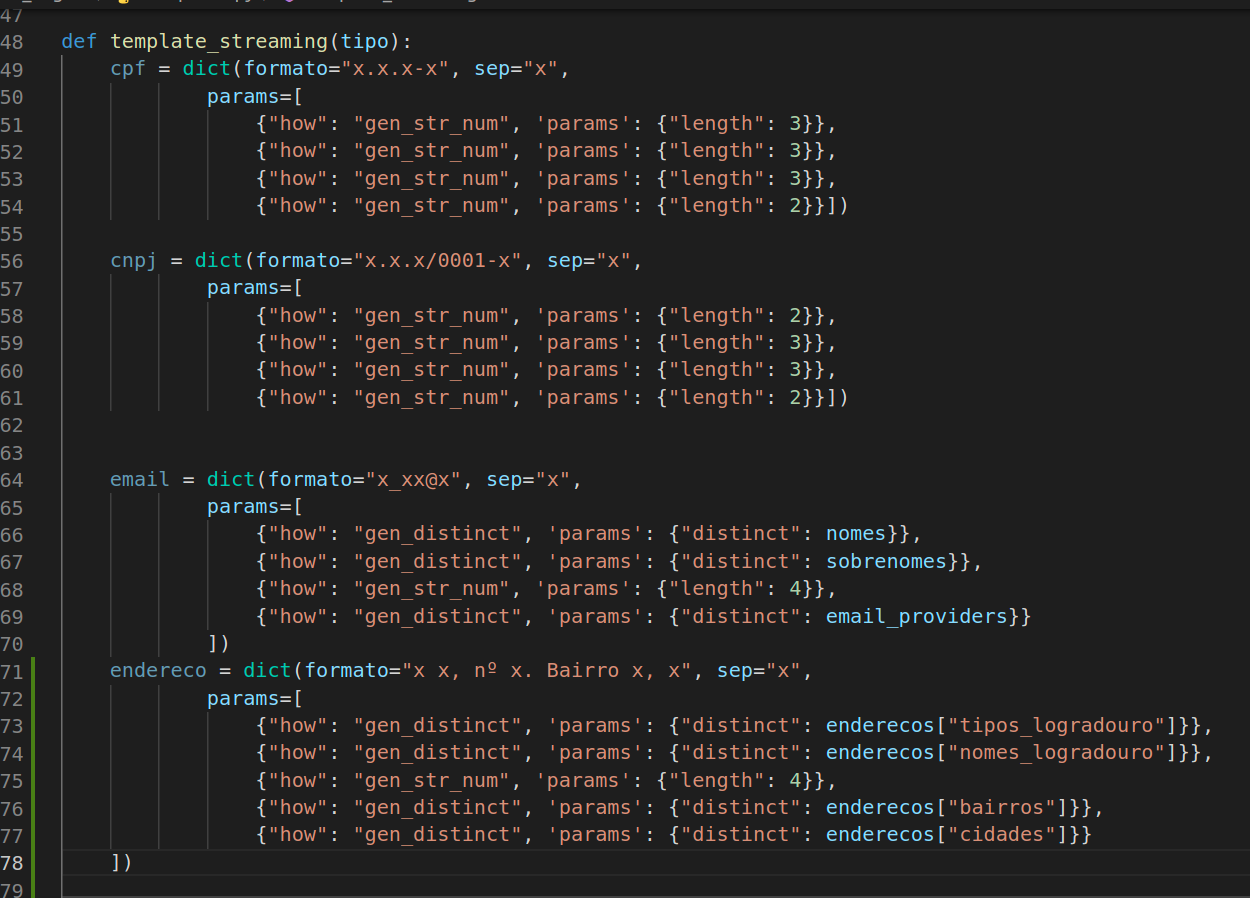 47
48 def template_streaming(tipo):
49     cpf = dict(formato="x.x.x-x", sep="x",
50             params=[
51                 {"how": "gen_str_num", 'params': {"length": 3}},
52                 {"how": "gen_str_num", 'params': {"length": 3}},
53                 {"how": "gen_str_num", 'params': {"length": 3}},
54                 {"how": "gen_str_num", 'params': {"length": 2}}])
55
56     cnpj = dict(formato="x.x.x/0001-x", sep="x",
57             params=[
58                 {"how": "gen_str_num", 'params': {"length": 2}},
59                 {"how": "gen_str_num", 'params': {"length": 3}},
60                 {"how": "gen_str_num", 'params': {"length": 3}},
61                 {"how": "gen_str_num", 'params': {"length": 2}}])
62
63
64     email = dict(formato="x_xx@x", sep="x",
65             params=[
66                 {"how": "gen_distinct", 'params': {"distinct": nomes}},
67                 {"how": "gen_distinct", 'params': {"distinct": sobrenomes}},
68                 {"how": "gen_str_num", 'params': {"length": 4}},
69                 {"how": "gen_distinct", 'params': {"distinct": email_providers}}
70             ])
71     endereco = dict(formato="x x, nº x. Bairro x, x", sep="x",
72             params=[
73                 {"how": "gen_distinct", 'params': {"distinct": enderecos["tipos_logradouro"]}},
74                 {"how": "gen_distinct", 'params': {"distinct": enderecos["nomes_logradouro"]}},
75                 {"how": "gen_str_num", 'params': {"length": 4}},
76                 {"how": "gen_distinct", 'params': {"distinct": enderecos["bairros"]}},
77                 {"how": "gen_distinct", 'params': {"distinct": enderecos["cidades"]}}
78     ])
79